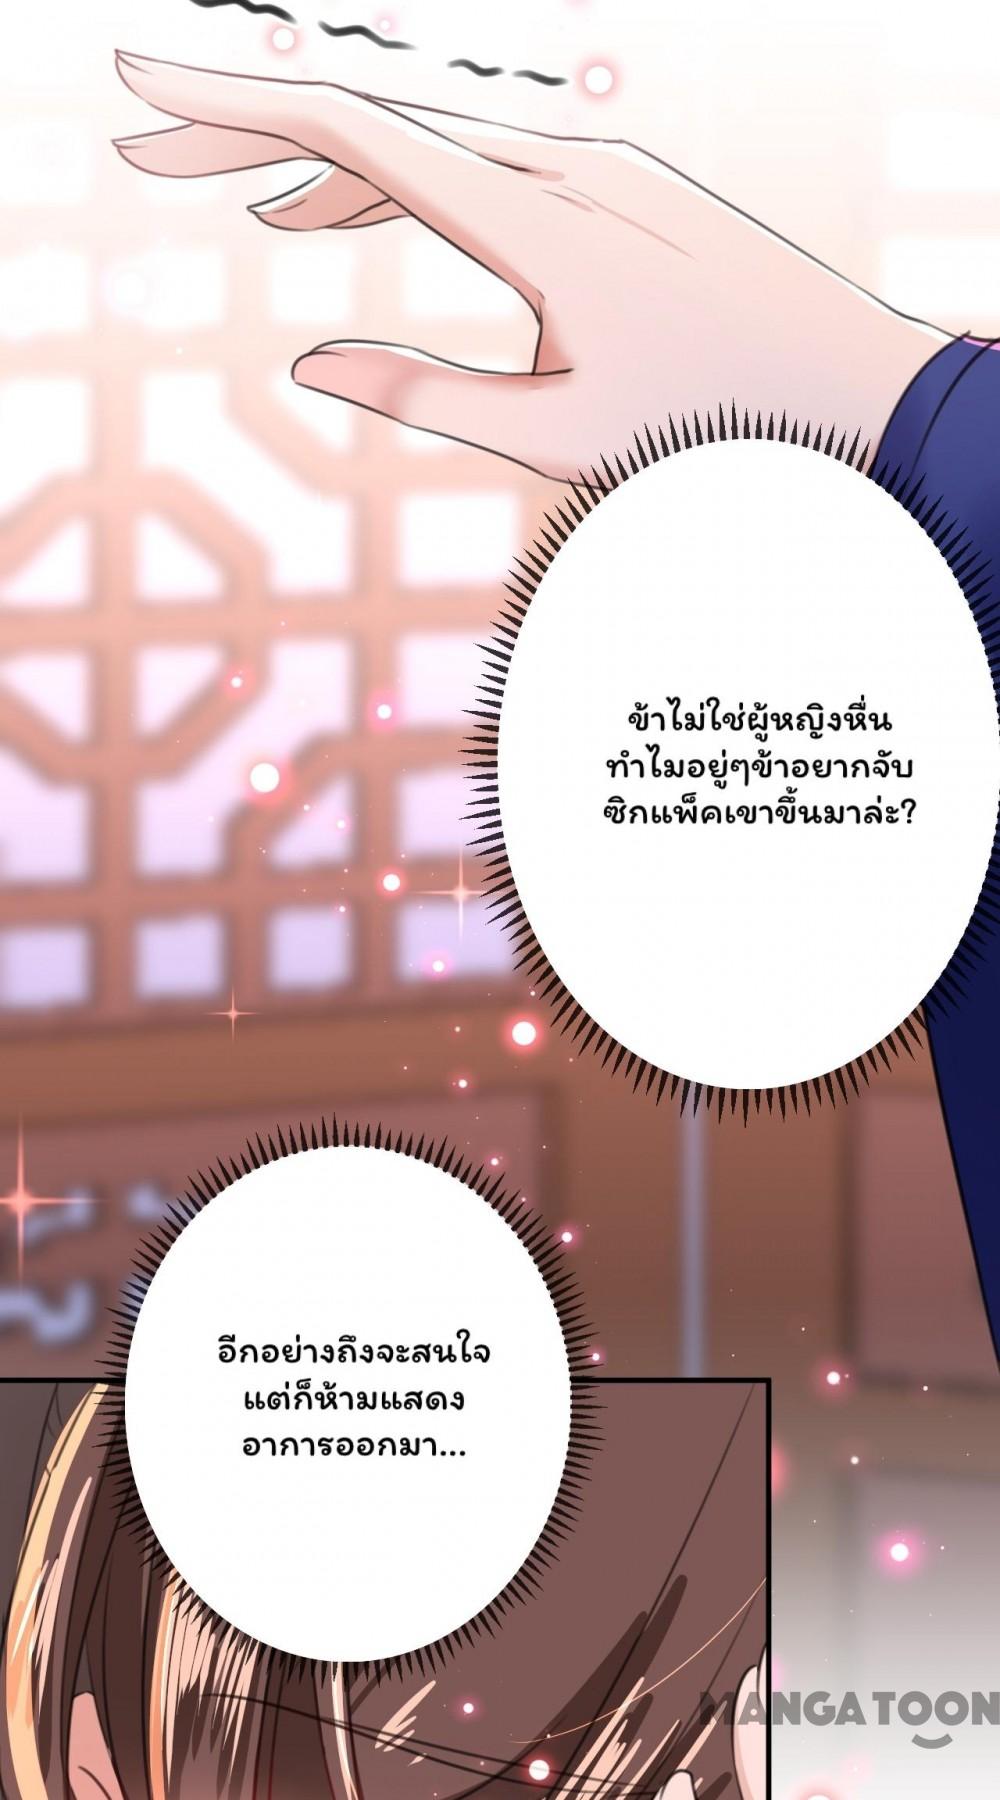 ข้าไม่ใช่ผู้หญิงหื่น
ทำไมอยู่ๆข้าอยากจับ
ซิกแพ็คเขาขึ้นมาล่ะ?
อีกอย่างถึงจะสนใจ
แต่ก็ห้ามแสดง
อาการออกมา...
MANGATOON